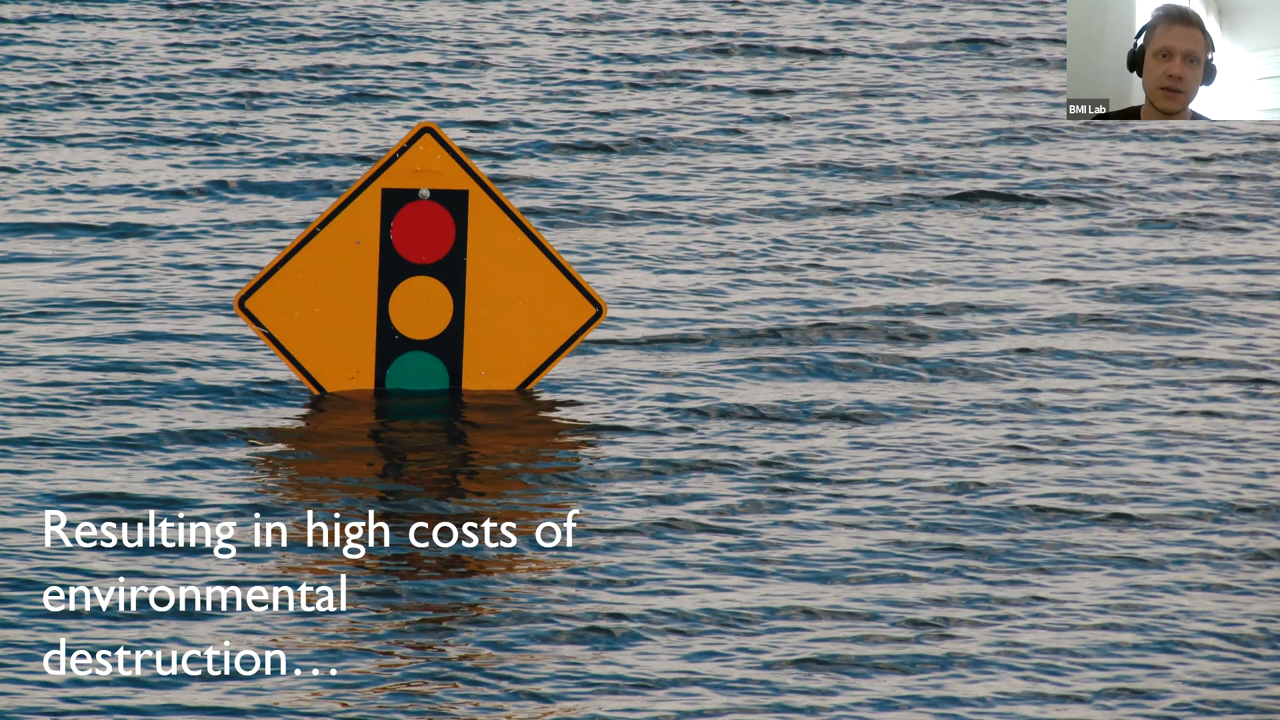 BMI Lab
Resulting in high costs of
environmental
destruction…